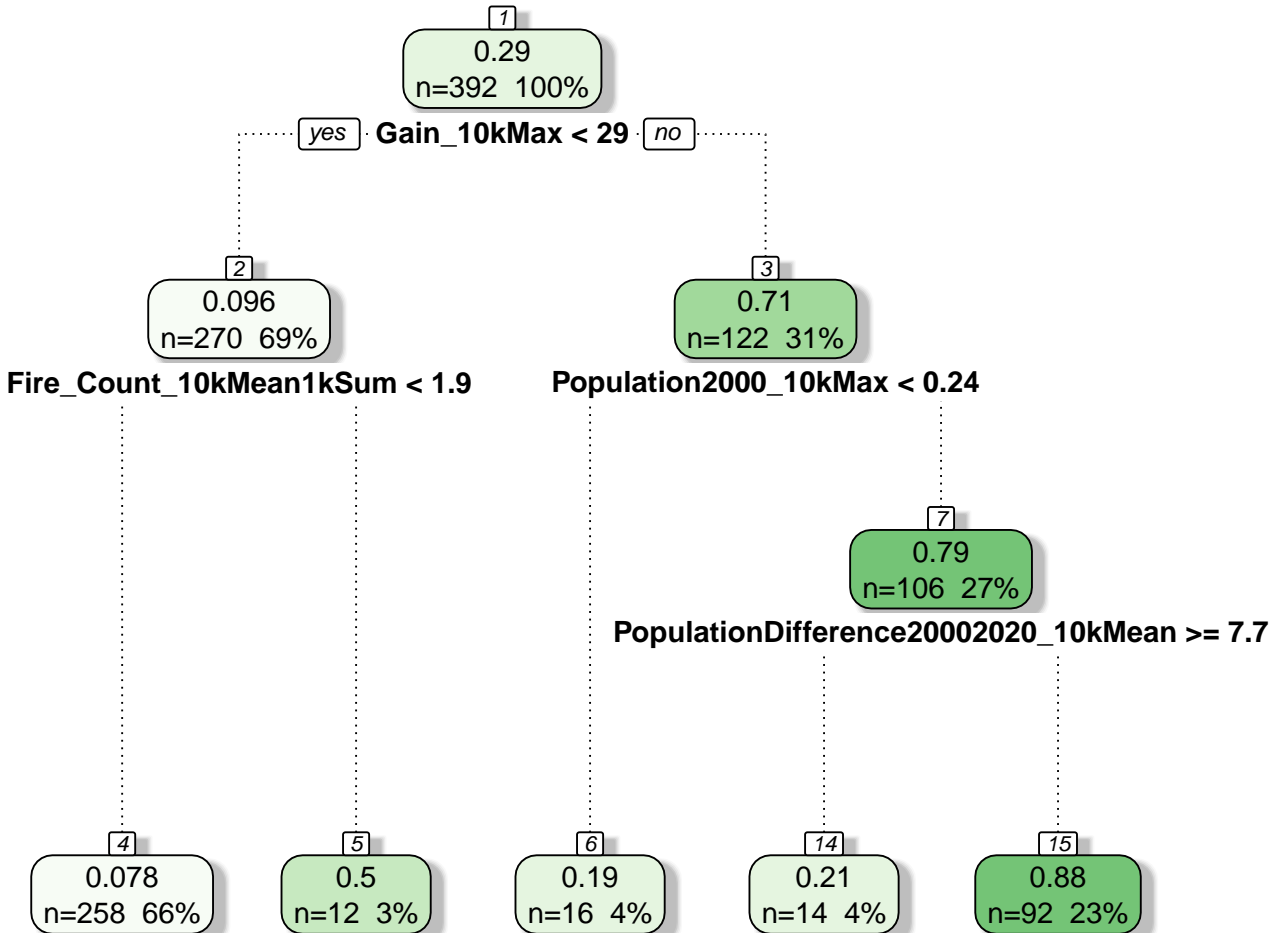 1
0.29
n=392 100%
yes Gain_10kMax < 29 no
2
0.096
n=270 69%
3
0.71
n=122 31%
Fire_Count_10kMean1kSum < 1.9
Population2000_10kMax < 0.24
7
0.79
n=106 27%
PopulationDifference20002020_10kMean >= 7.7
4
0.078
n=258 66%
5
0.5
n=12 3%
6
0.19
n=16 4%
14
0.21
n=14 4%
15
0.88
n=92 23%